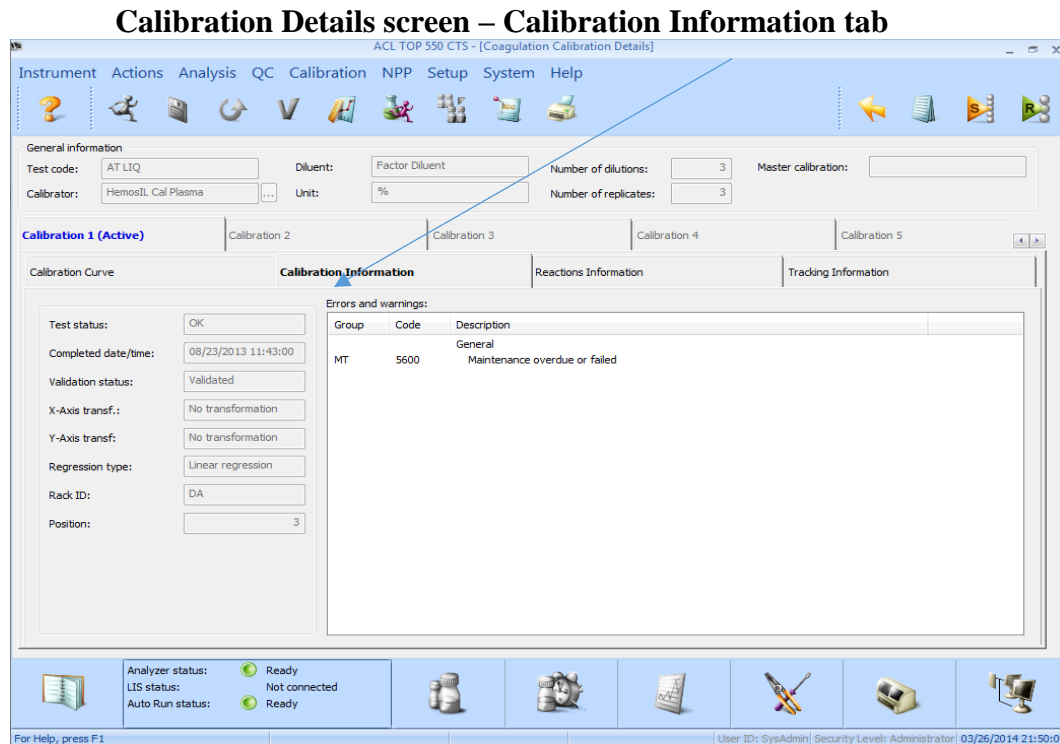 Calibration Details screen – Calibration Information tab
ACL TOP 550 CTS - [Coagulation Calibration Details]
Instrument Actions Analysis QC Calibration NPP Setup System Help
General information
Test code: AT LIQ Diluent: Factor Diluent Number of dilutions: 3 Master calibration:
Calibrator: HemosIL Cal Plasma ... Unit: % Number of replicates: 3
Calibration 1 (Active) Calibration 2 Calibration 3 Calibration 4 Calibration 5
Calibration Curve Calibration Information Reactions Information Tracking Information
Errors and warnings:
Test status: OK
Completed date/time: 08/23/2013 11:43:00
Validation status: Validated
X-Axis transf.: No transformation
Y-Axis transf: No transformation
Regression type: Linear regression
Rack ID: DA
Position: 3
Group Code Description
General
MT 5600 Maintenance overdue or failed
Analyzer status: Ready
LIS status: Not connected
Auto Run status: Ready
For Help, press F1
User ID: SysAdmin Security Level: Administrator 03/26/2014 21:50:0